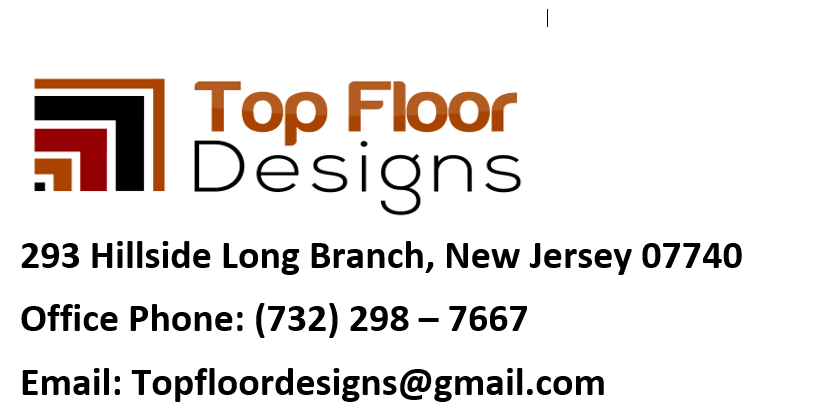 Top Floor
Designs
293 Hillside Long Branch, New Jersey 07740
Office Phone: (732) 298 – 7667
Email: Topfloordesigns@gmail.com